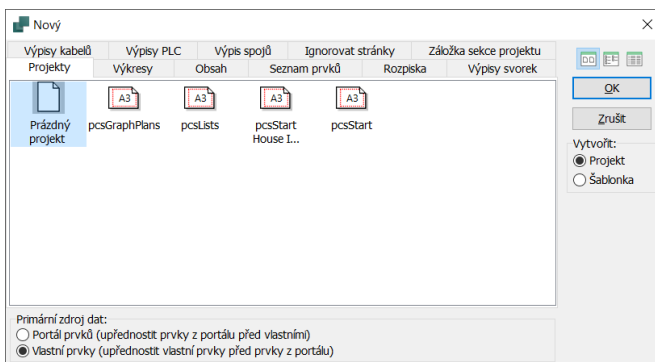 Nový
Výpisy kabelů Výpisy PLC Výpis spojů Ignorovat stránky Záložka sekce projektu
Projekty Výkresy Obsah Seznam prvků Rozpiska Výpisy svorek
A3 A3 A3 A3
Prázdný projekt
pcsGraphPlans
pcsLists
pcsStart House I...
pcsStart
OK
Zrušit
Vytvořit:
Projekt
Šablonka
Primární zdroj dat:
Portál prvků (upřednostit prvky z portálu před vlastními)
Vlastní prvky (upřednostit vlastní prvky před prvky z portálu)